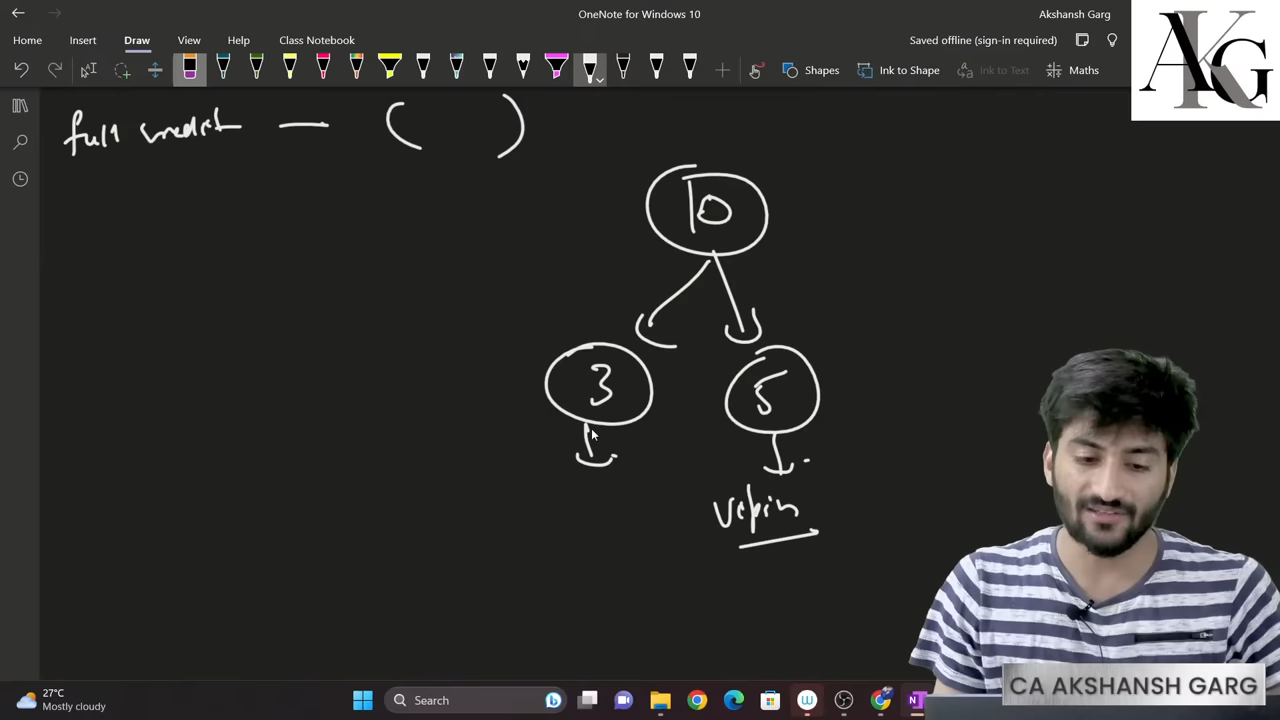 OneNote for Windows 10
Akshansh Garg
Home Insert Draw View Help Class Notebook
Saved offline (sign-in required)
Shapes Ink to Shape Ink to Text Maths
AKG
full credit — ( )
10
3 5
vipin
CA AKSHANSH GARG
27°C
Mostly cloudy
Search